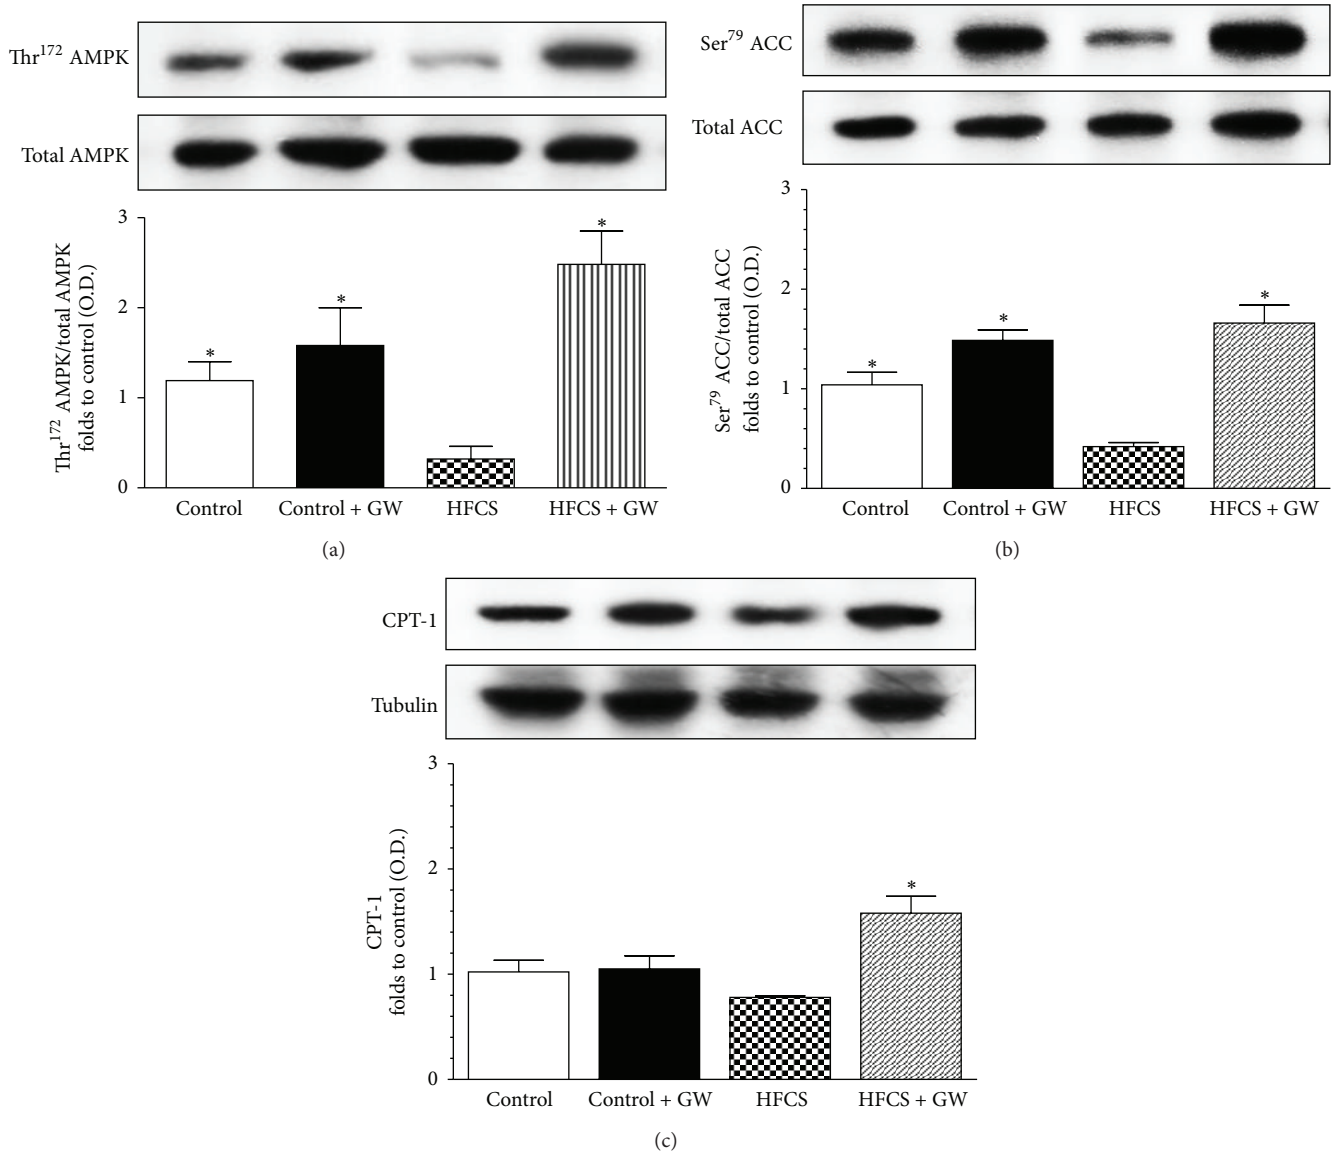 Thr172 AMPK
Total AMPK
Thr172 AMPK/total AMPK
folds to control (O.D.)
3
2
1
0
*
*
*
Control
Control + GW
HFCS
HFCS + GW
(a)
Ser79 ACC
Total ACC
Ser79 ACC/total ACC
folds to control (O.D.)
3
2
1
0
*
*
*
Control
Control + GW
HFCS
HFCS + GW
(b)
CPT-1
Tubulin
CPT-1
folds to control (O.D.)
3
2
1
0
*
Control
Control + GW
HFCS
HFCS + GW
(c)